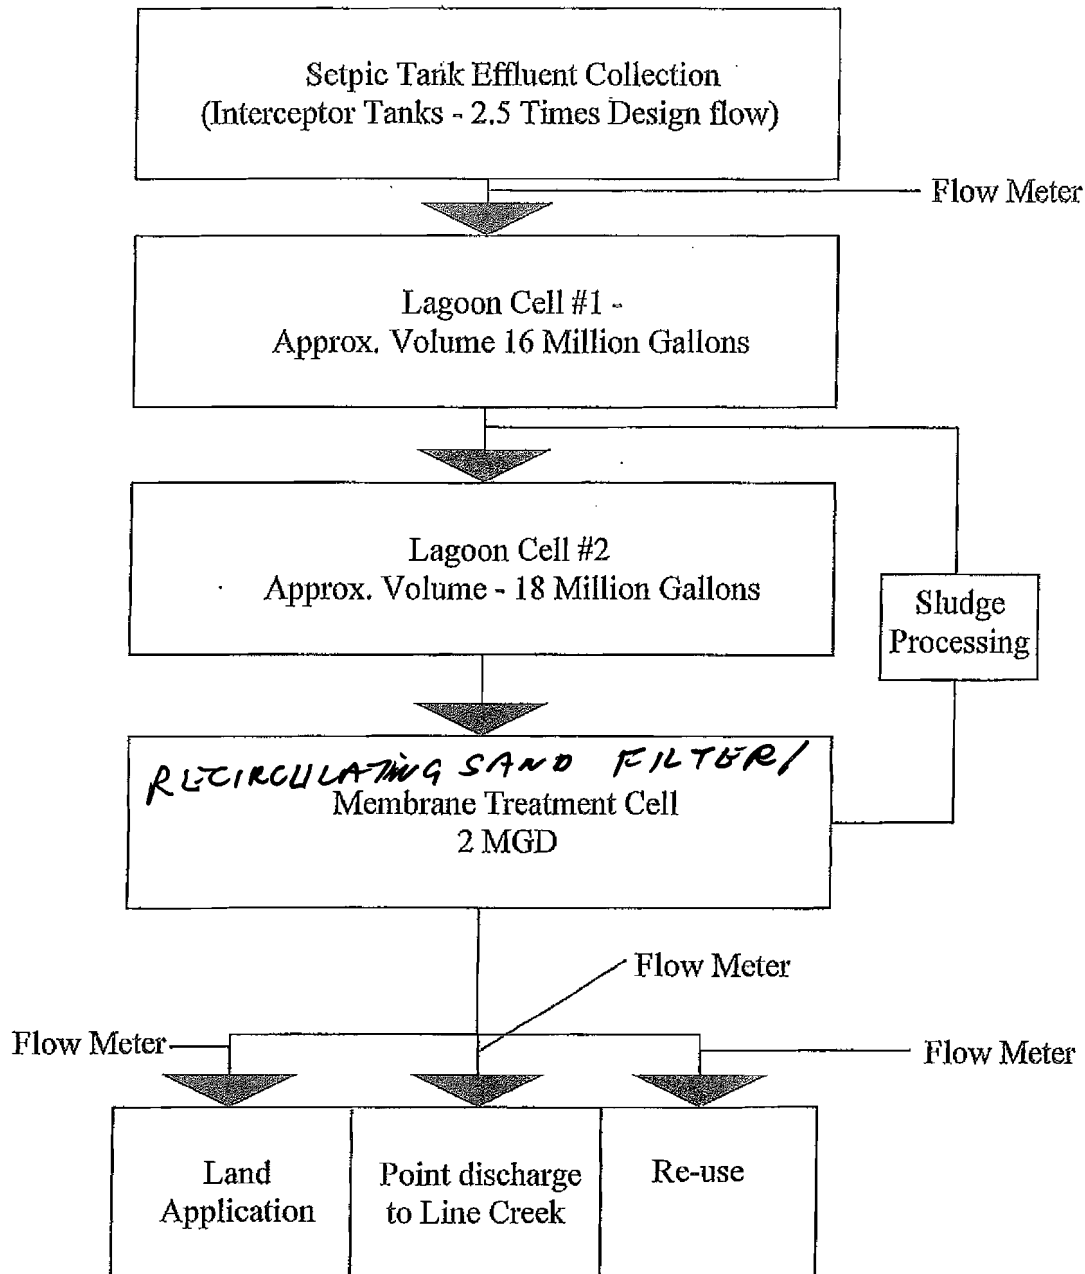 Setpic Tank Effluent Collection
(Interceptor Tanks - 2.5 Times Design flow)
Flow Meter
Lagoon Cell #1 -
Approx. Volume 16 Million Gallons
Lagoon Cell #2
Approx. Volume - 18 Million Gallons
Sludge
Processing
RECIRCULATING SAND FILTER/
Membrane Treatment Cell
2 MGD
Flow Meter
Flow Meter
Flow Meter
Land
Application
Point discharge
to Line Creek
Re-use